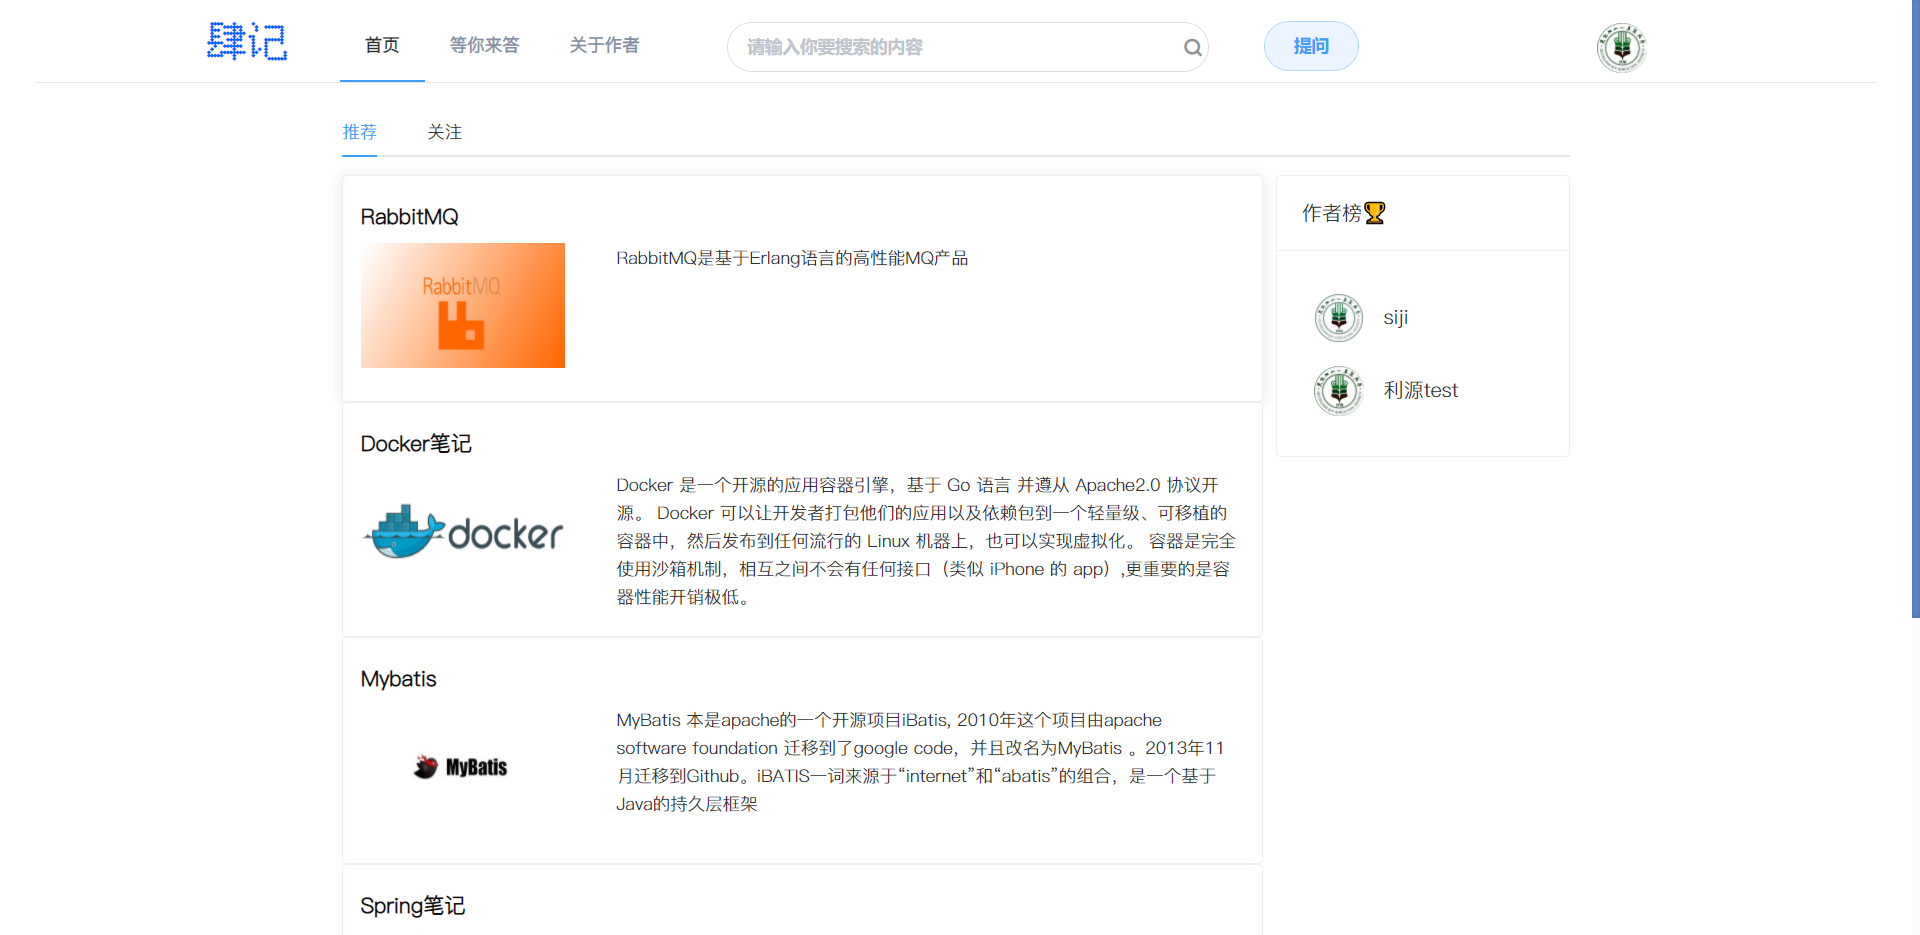 肆记
首页 等你来答 关于作者 请输入你要搜索的内容 提问
推荐 关注
RabbitMQ
RabbitMQ
RabbitMQ是基于Erlang语言的高性能MQ产品
Docker笔记
docker
Docker 是一个开源的应用容器引擎，基于 Go 语言 并遵从 Apache2.0 协议开
源。 Docker 可以让开发者打包他们的应用以及依赖包到一个轻量级、可移植的
容器中，然后发布到任何流行的 Linux 机器上，也可以实现虚拟化。 容器是完全
使用沙箱机制，相互之间不会有任何接口（类似 iPhone 的 app）,更重要的是容
器性能开销极低。
Mybatis
MyBatis
MyBatis 本是apache的一个开源项目iBatis, 2010年这个项目由apache
software foundation 迁移到了google code，并且改名为MyBatis 。2013年11
月迁移到Github。iBATIS一词来源于“internet”和“abatis”的组合，是一个基于
Java的持久层框架
Spring笔记
作者榜🏆
siji
利源test